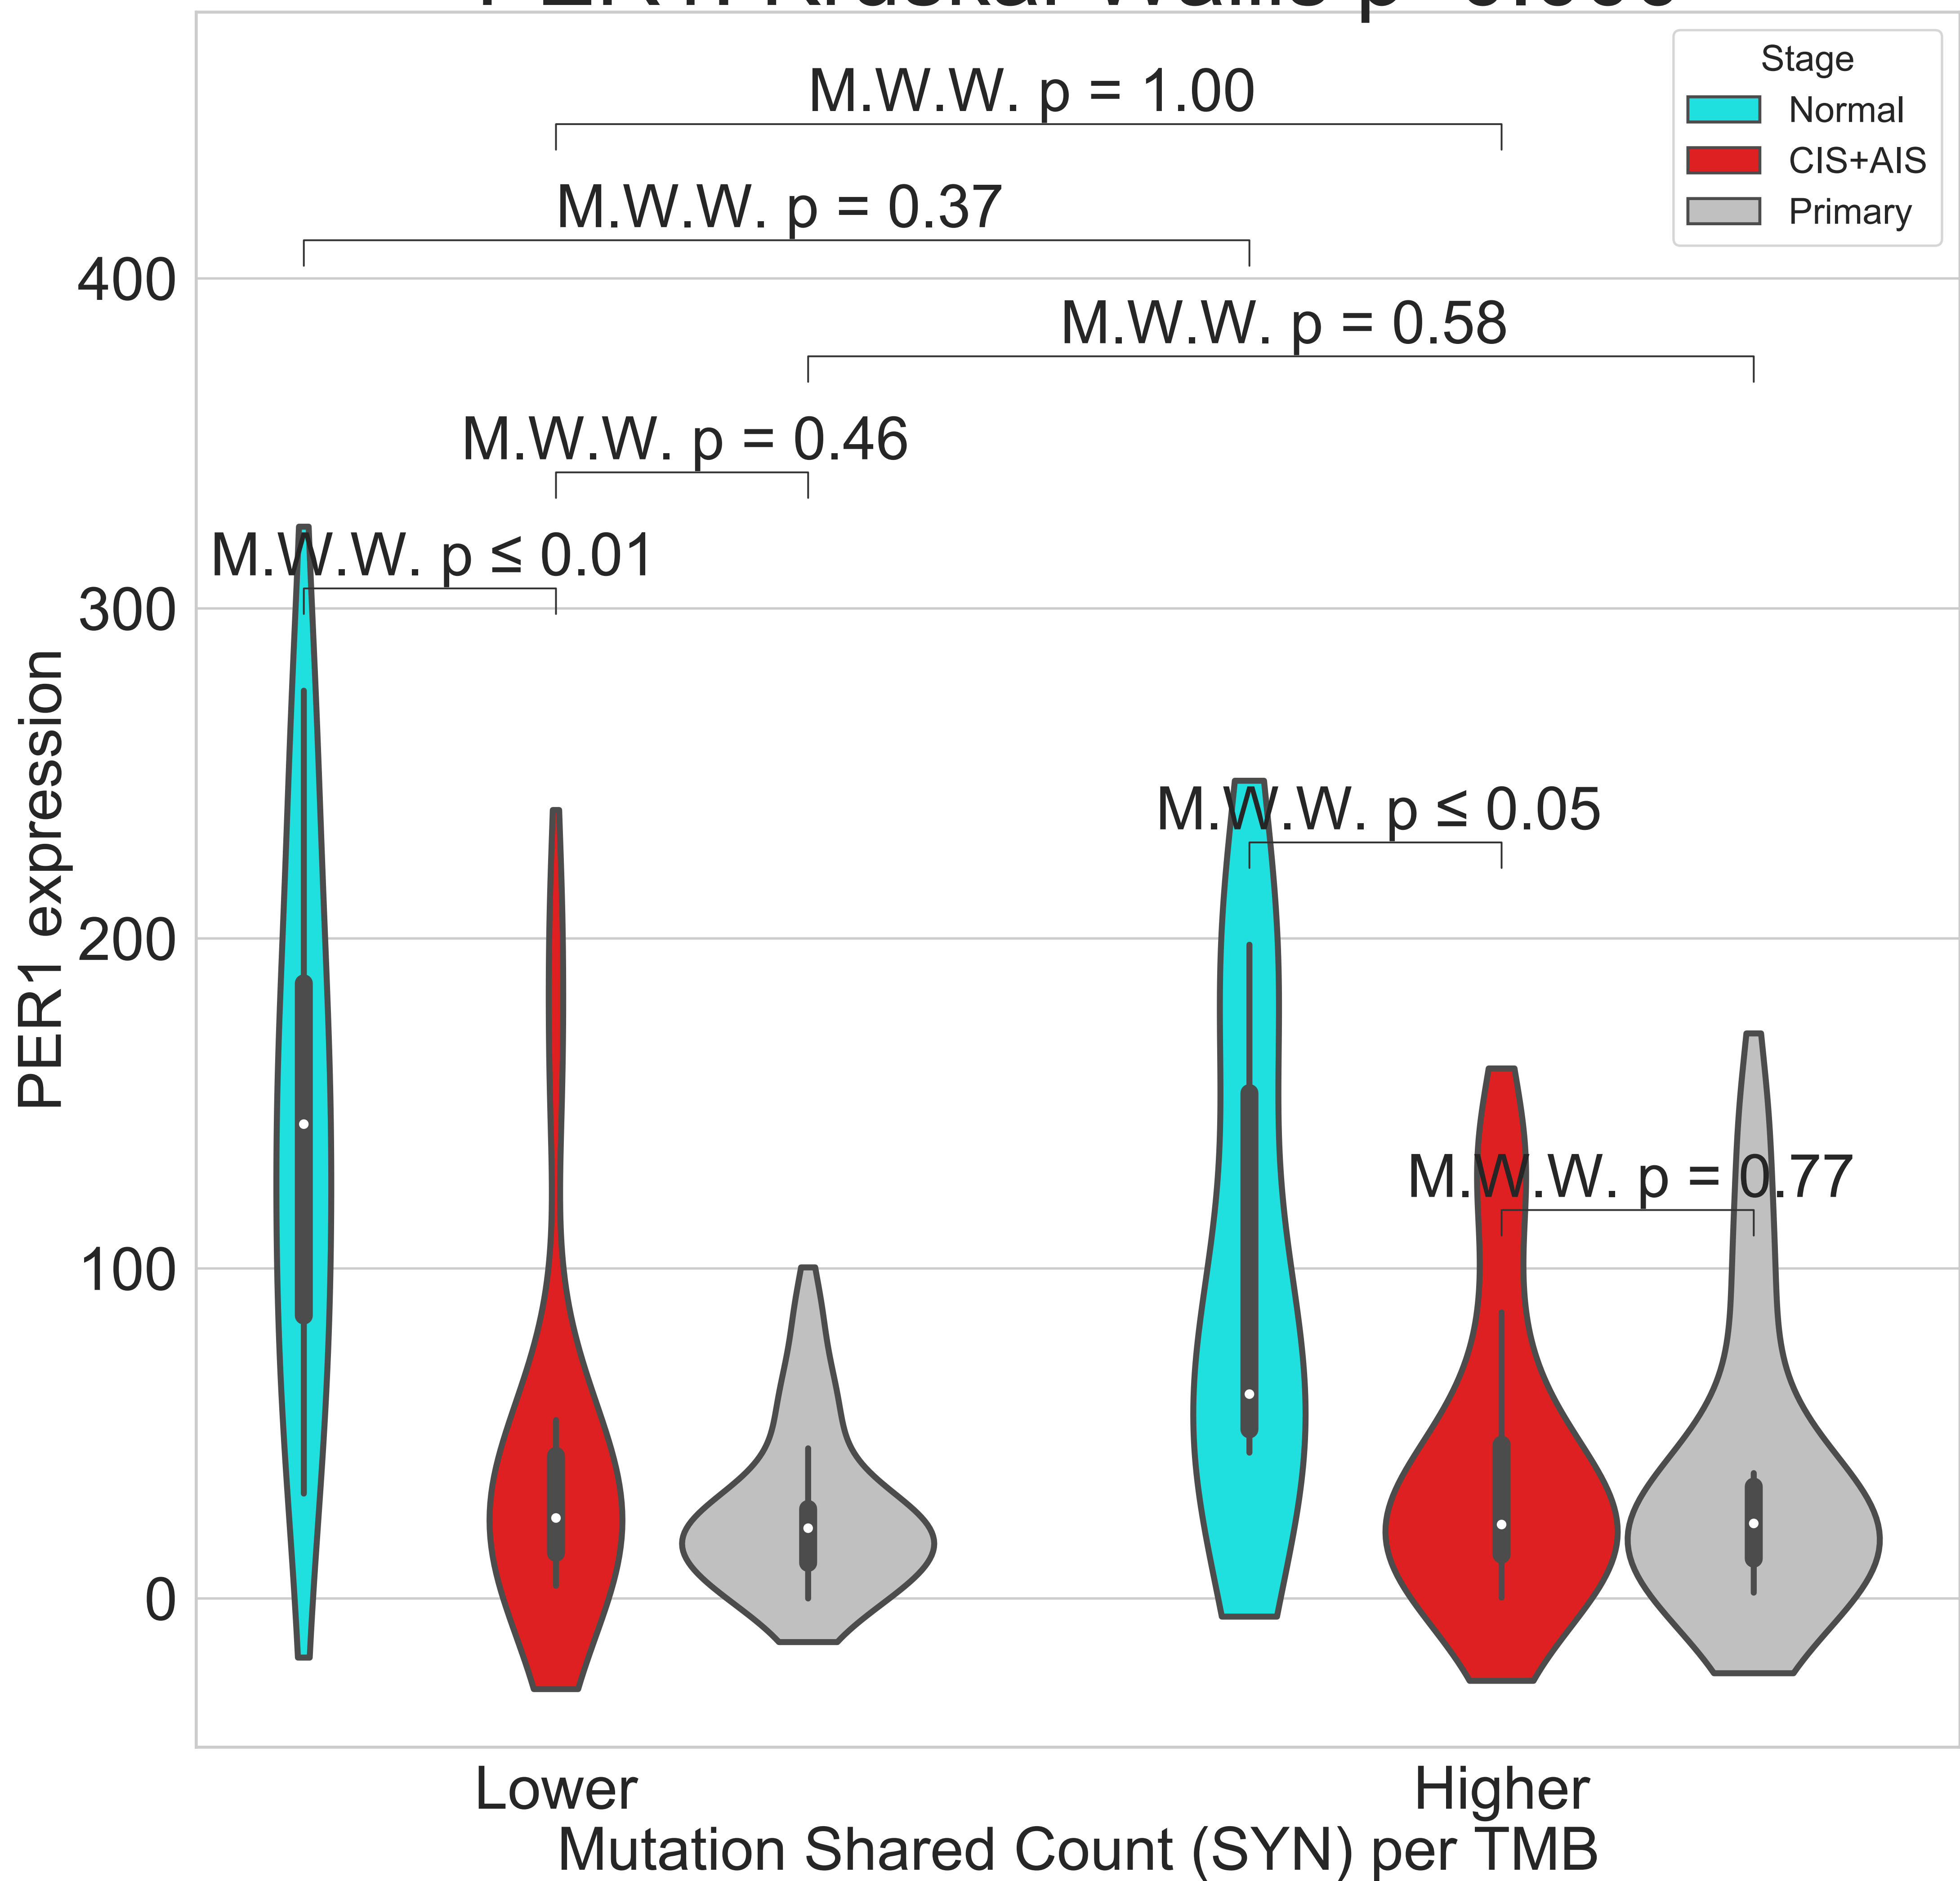 Stage
Normal
CIS+AIS
Primary
M.W.W. p = 1.00
M.W.W. p = 0.37
M.W.W. p = 0.58
M.W.W. p = 0.46
M.W.W. p ≤ 0.01
M.W.W. p ≤ 0.05
M.W.W. p = 0.77
PER1 expression
400
300
200
100
0
Lower
Higher
Mutation Shared Count (SYN) per TMB